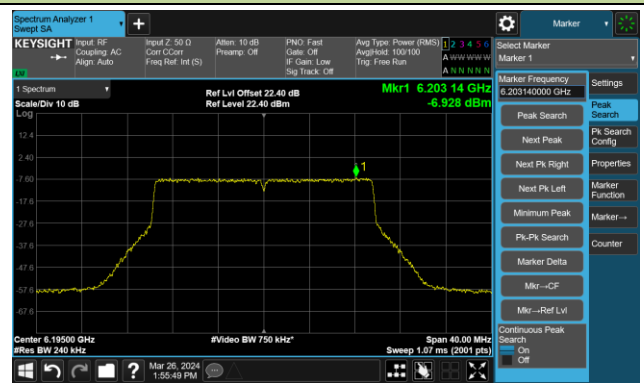 Spectrum Analyzer 1
Swept SA
+
Marker
KEYSIGHT
Input: RF
Coupling: AC
Align: Auto
Input Z: 50 Ω
Corr CCorr
Freq Ref: Int (S)
Atten: 10 dB
Preamp: Off
PNO: Fast
Gate: Off
IF Gain: Low
Sig Track: Off
Avg Type: Power (RMS)
Avg|Hold: 100/100
Trig: Free Run
1 2 3 4 5 6
A W W W W W
A N N N N N
Select Marker
Marker 1
LW
1 Spectrum
Scale/Div 10 dB
Log
Ref Lvl Offset 22.40 dB
Ref Level 22.40 dBm
Mkr1 6.203 14 GHz
-6.928 dBm
12.4
2.40
-7.60
-17.6
-27.6
-37.6
-47.6
-57.6
-67.6
1
Center 6.19500 GHz
#Res BW 240 kHz
#Video BW 750 kHz*
Span 40.00 MHz
Sweep 1.07 ms (2001 pts)
Marker Frequency
6.203140000 GHz
Peak Search
Next Peak
Next Pk Right
Next Pk Left
Minimum Peak
Pk-Pk Search
Marker Delta
Mkr→CF
Mkr→Ref Lvl
Continuous Peak
Search
On
Off
Settings
Peak
Search
Pk Search
Config
Properties
Marker
Function
Marker→
Counter
?
Mar 26, 2024
1:55:49 PM